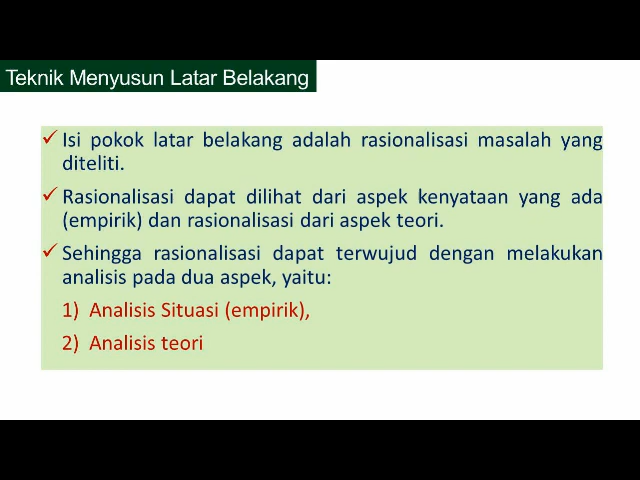 Teknik Menyusun Latar Belakang
✓ Isi pokok latar belakang adalah rasionalisasi masalah yang
diteliti.
✓ Rasionalisasi dapat dilihat dari aspek kenyataan yang ada
(empirik) dan rasionalisasi dari aspek teori.
✓ Sehingga rasionalisasi dapat terwujud dengan melakukan
analisis pada dua aspek, yaitu:
1) Analisis Situasi (empirik),
2) Analisis teori